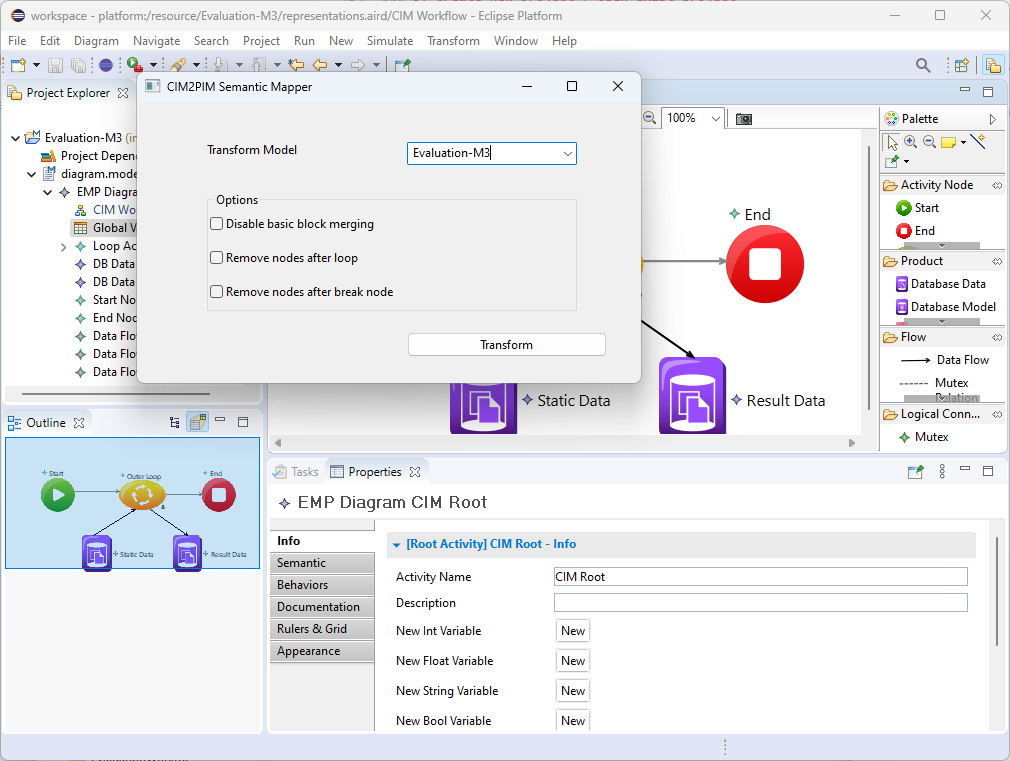 workspace - platform:/resource/Evaluation-M3/representations.aird/CIM Workflow - Eclipse Platform
File Edit Diagram Navigate Search Project Run New Simulate Transform Window Help
Project Explorer
CIM2PIM Semantic Mapper
Transform Model
Evaluation-M3
Options
Disable basic block merging
Remove nodes after loop
Remove nodes after break node
Transform
Evaluation-M3 (in
Project Depen
diagram.mode
EMP Diagra
CIM Wo
Global V
Loop Ac
DB Data
DB Data
Start No
End Nod
Data Flo
Data Flo
Data Flo
100%
End
Static Data
Result Data
Palette
Activity Node
Start
End
Product
Database Data
Database Model
Flow
Data Flow
Mutex
Relation
Logical Conn...
Mutex
Outline
Start
Outer Loop
End
Static Data
Result Data
Tasks
Properties
EMP Diagram CIM Root
Info
Semantic
Behaviors
Documentation
Rulers & Grid
Appearance
[Root Activity] CIM Root - Info
Activity Name
CIM Root
Description
New Int Variable
New
New Float Variable
New
New String Variable
New
New Bool Variable
New